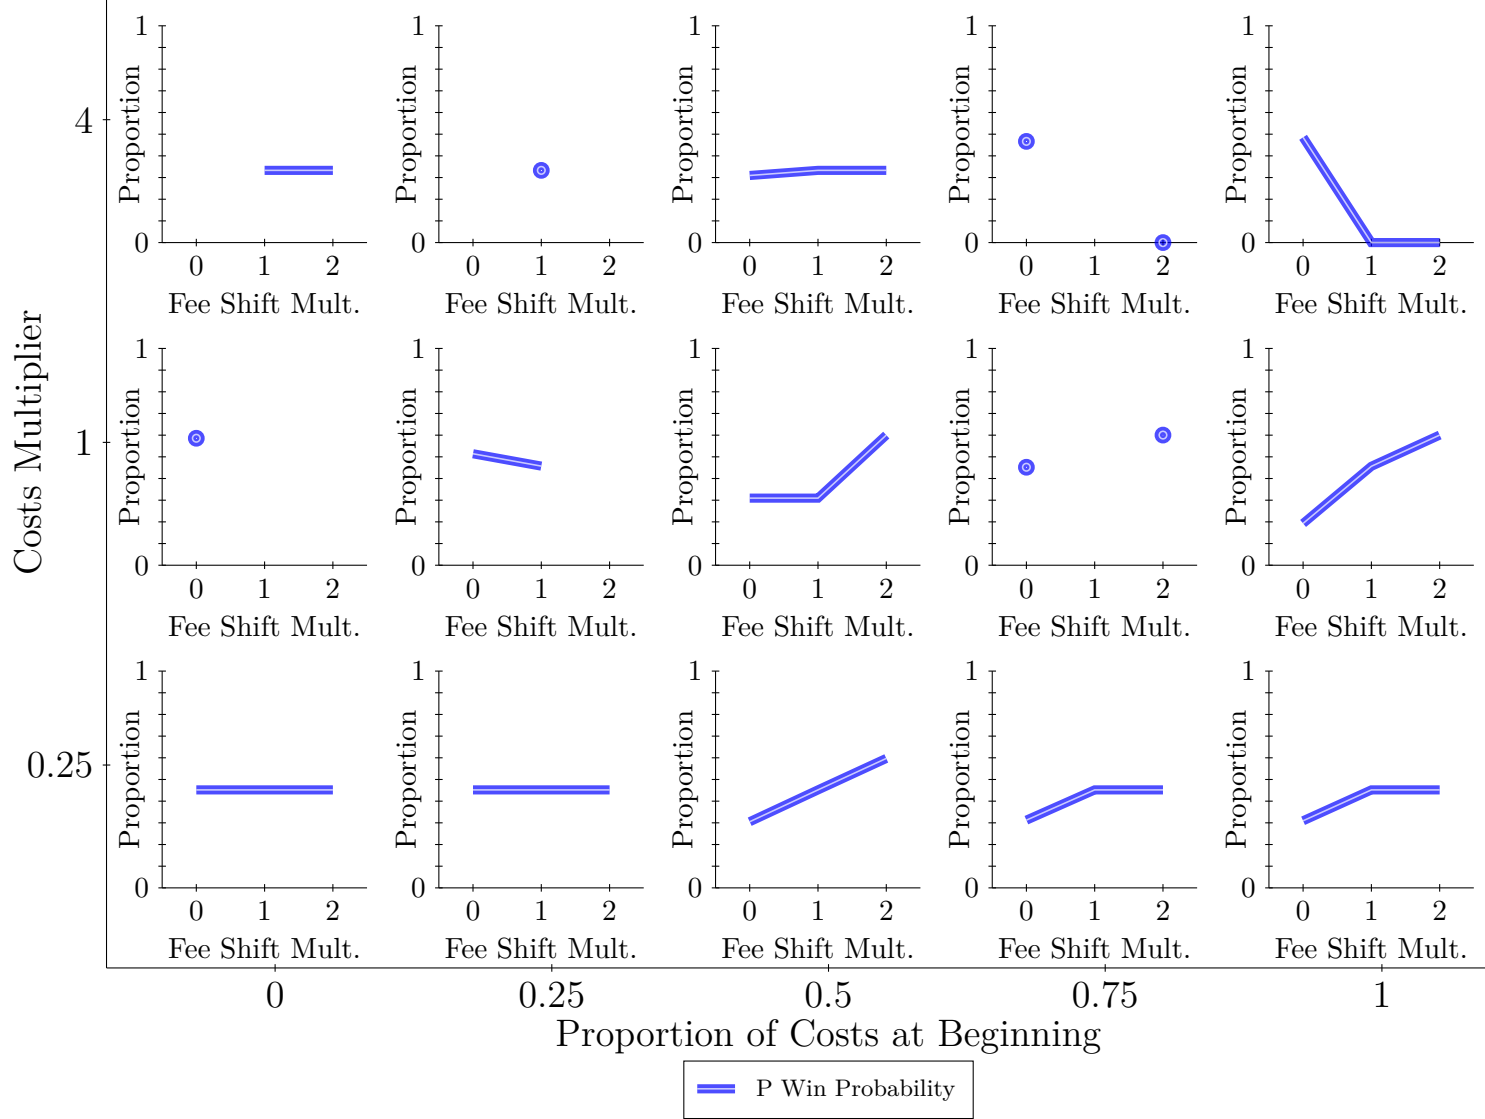 Costs Multiplier
4
1
Proportion
0
0 1 2
Fee Shift Mult.
1
Proportion
0
0 1 2
Fee Shift Mult.
1
Proportion
0
0 1 2
Fee Shift Mult.
1
Proportion
0
0 1 2
Fee Shift Mult.
1
Proportion
0
0 1 2
Fee Shift Mult.
1
1
Proportion
0
0 1 2
Fee Shift Mult.
1
Proportion
0
0 1 2
Fee Shift Mult.
1
Proportion
0
0 1 2
Fee Shift Mult.
1
Proportion
0
0 1 2
Fee Shift Mult.
1
Proportion
0
0 1 2
Fee Shift Mult.
0.25
1
Proportion
0
0 1 2
Fee Shift Mult.
1
Proportion
0
0 1 2
Fee Shift Mult.
1
Proportion
0
0 1 2
Fee Shift Mult.
1
Proportion
0
0 1 2
Fee Shift Mult.
1
Proportion
0
0 1 2
Fee Shift Mult.
0 0.25 0.5 0.75 1
Proportion of Costs at Beginning
P Win Probability